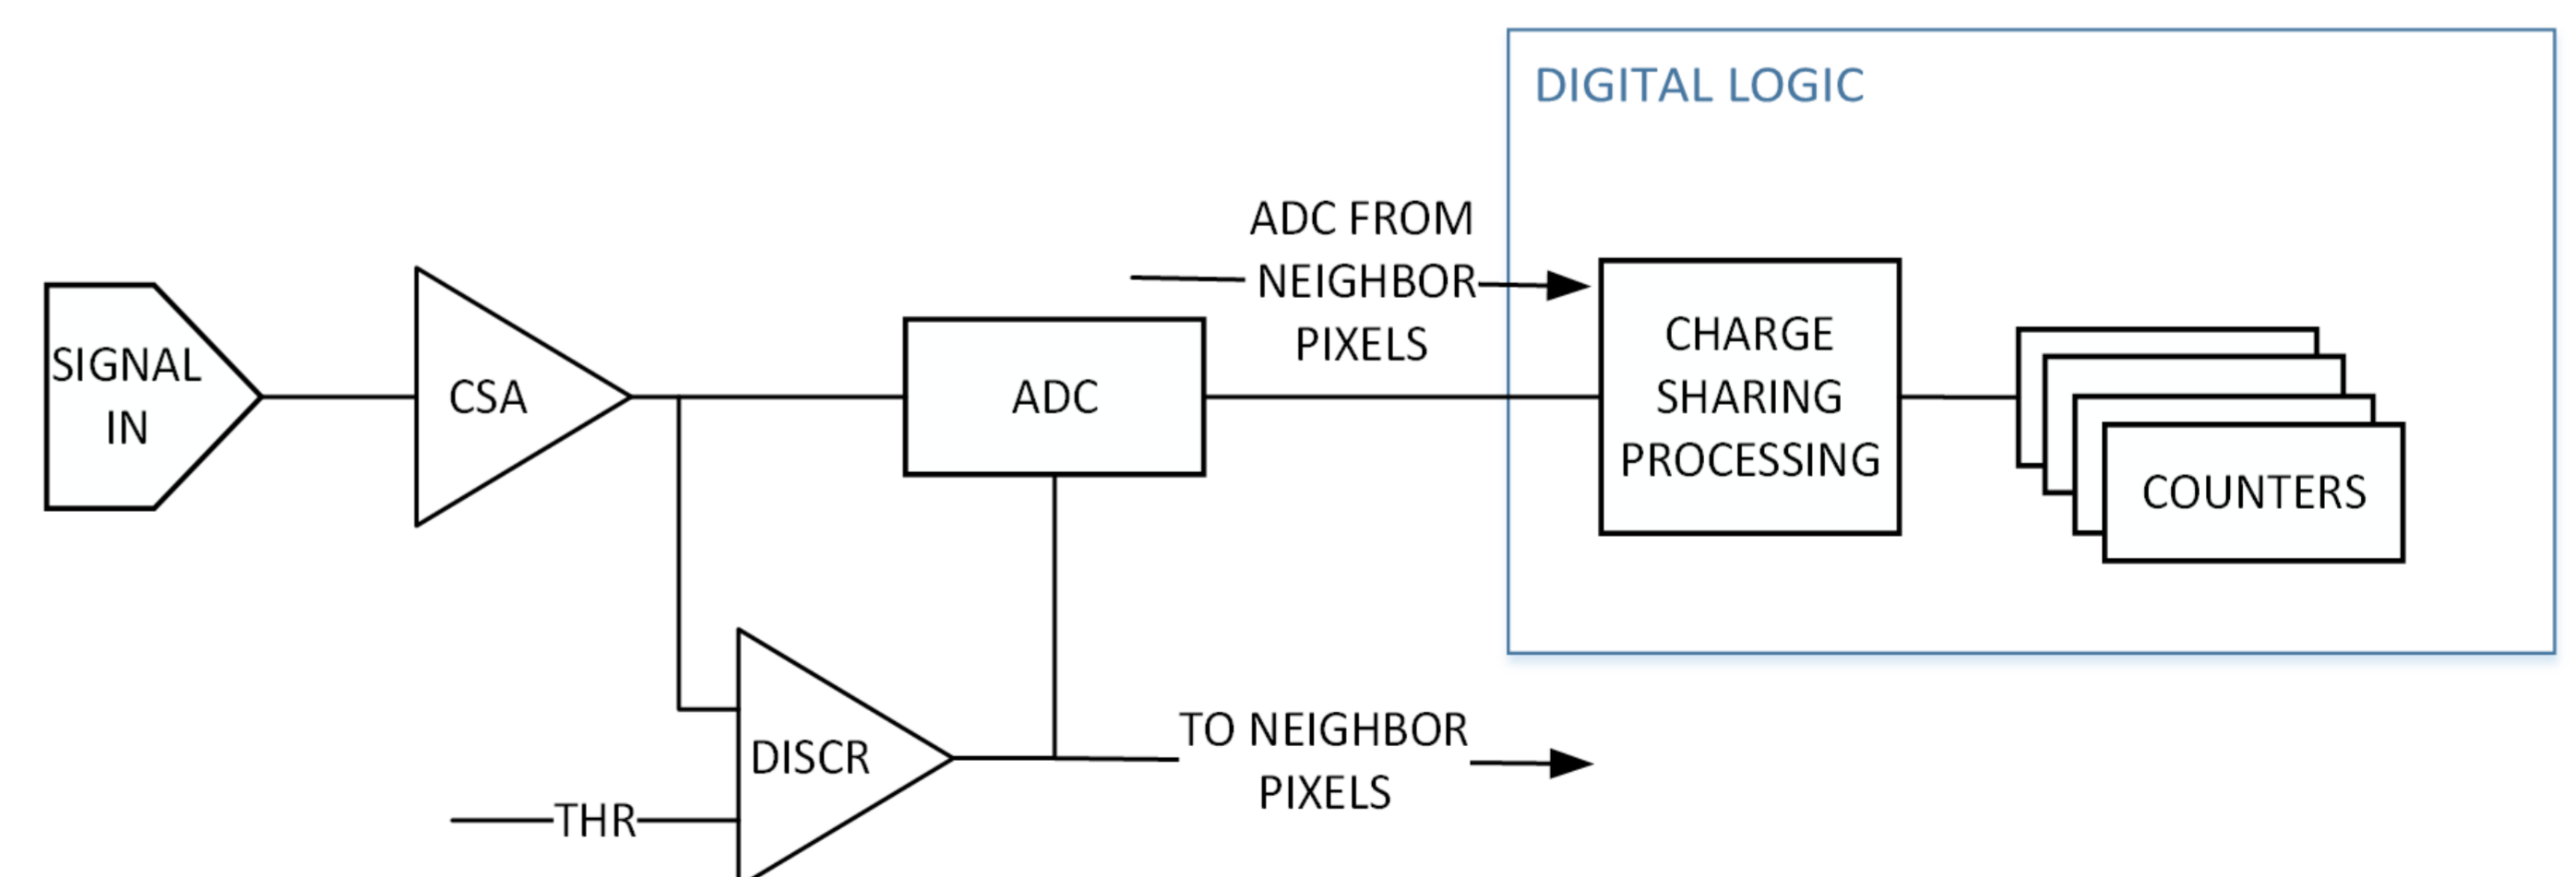 DIGITAL LOGIC
ADC FROM
NEIGHBOR
PIXELS
SIGNAL
IN
CSA
ADC
CHARGE
SHARING
PROCESSING
COUNTERS
DISCR
THR
TO NEIGHBOR
PIXELS